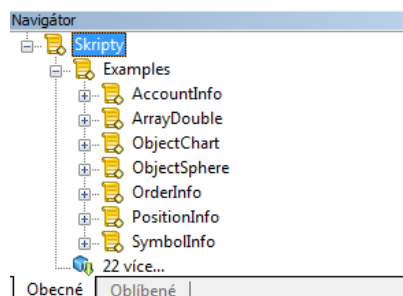 Navigátor
Skripty
Examples
AccountInfo
ArrayDouble
ObjectChart
ObjectSphere
OrderInfo
PositionInfo
SymbolInfo
22 více...
Obecné | Oblíbené |